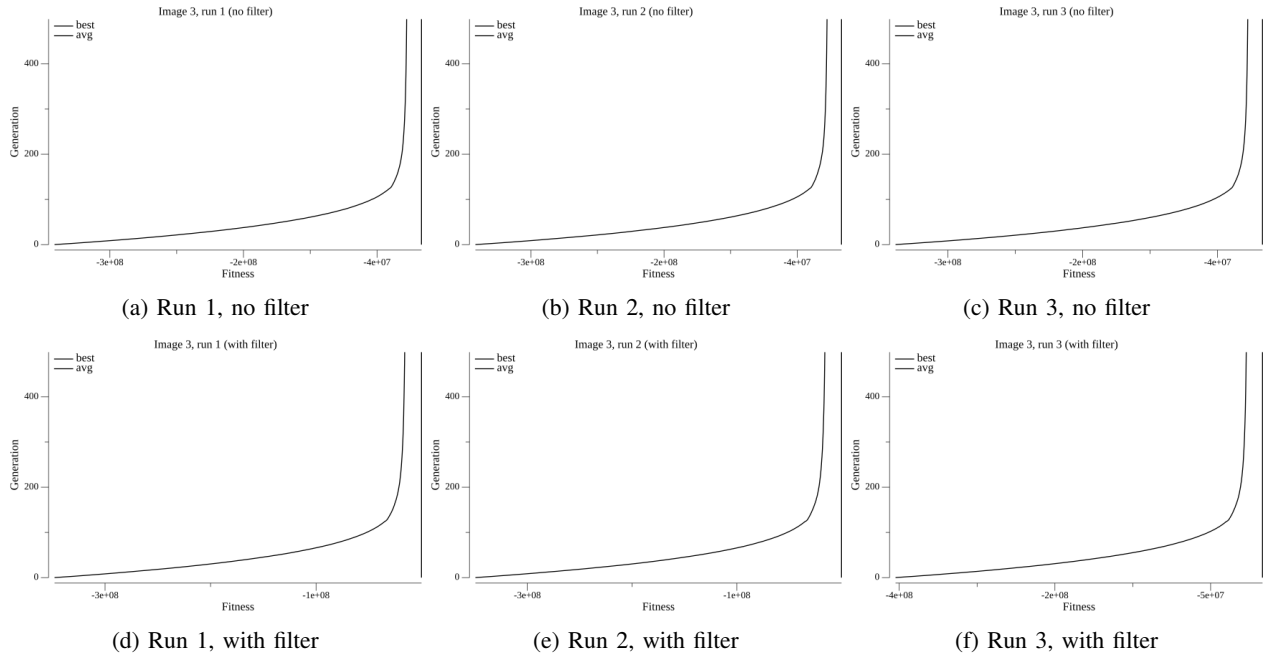 Image 3, run 1 (no filter)
best
avg
400
200
0
Generation
-3e+08
-2e+08
-4e+07
Fitness
(a) Run 1, no filter
Image 3, run 2 (no filter)
best
avg
400
200
0
Generation
-3e+08
-2e+08
-4e+07
Fitness
(b) Run 2, no filter
Image 3, run 3 (no filter)
best
avg
400
200
0
Generation
-3e+08
-2e+08
-4e+07
Fitness
(c) Run 3, no filter
Image 3, run 1 (with filter)
best
avg
400
200
0
Generation
-3e+08
-1e+08
Fitness
(d) Run 1, with filter
Image 3, run 2 (with filter)
best
avg
400
200
0
Generation
-3e+08
-1e+08
Fitness
(e) Run 2, with filter
Image 3, run 3 (with filter)
best
avg
400
200
0
Generation
-4e+08
-2e+08
-5e+07
Fitness
(f) Run 3, with filter